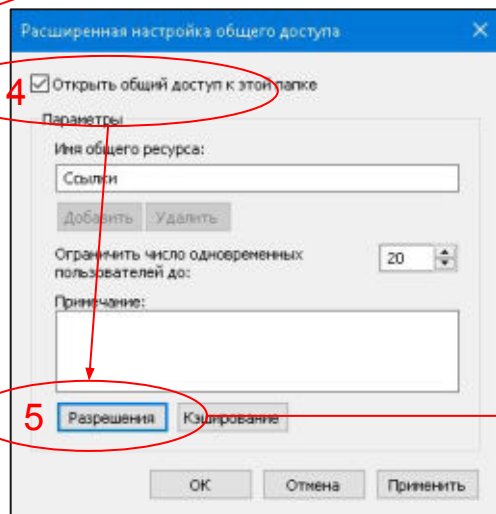 Расширенная настройка общего доступа
4
Открыть общий доступ к этой папке
Параметры
Имя общего ресурса:
Ссылки
Добавить Удалить
Ограничить число одновременных
пользователей до:
20
Примечание:
5
Разрешения Кэширование
ОК Отмена Применить